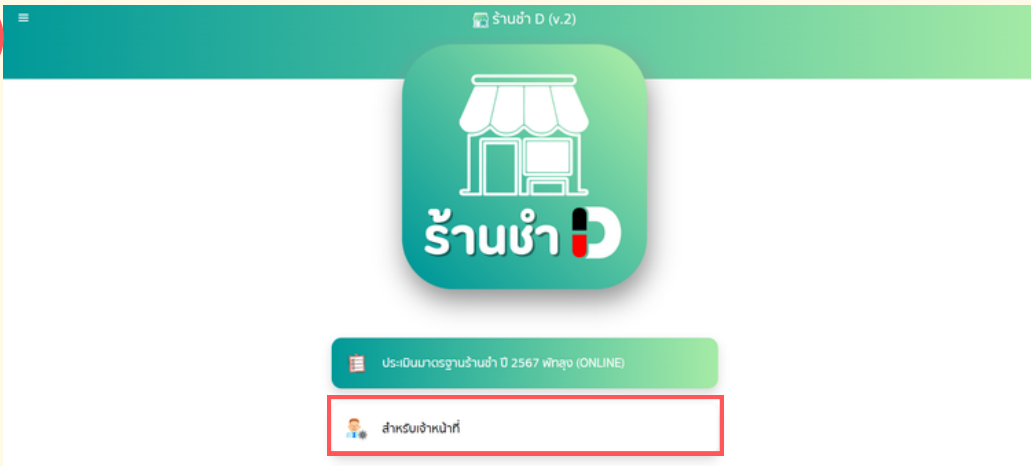 ร้านชำ D (v.2)
ร้านชำ D
ประเมินมาตรฐานร้านชำ ปี 2567 พัทลุง (ONLINE)
สำหรับเจ้าหน้าที่